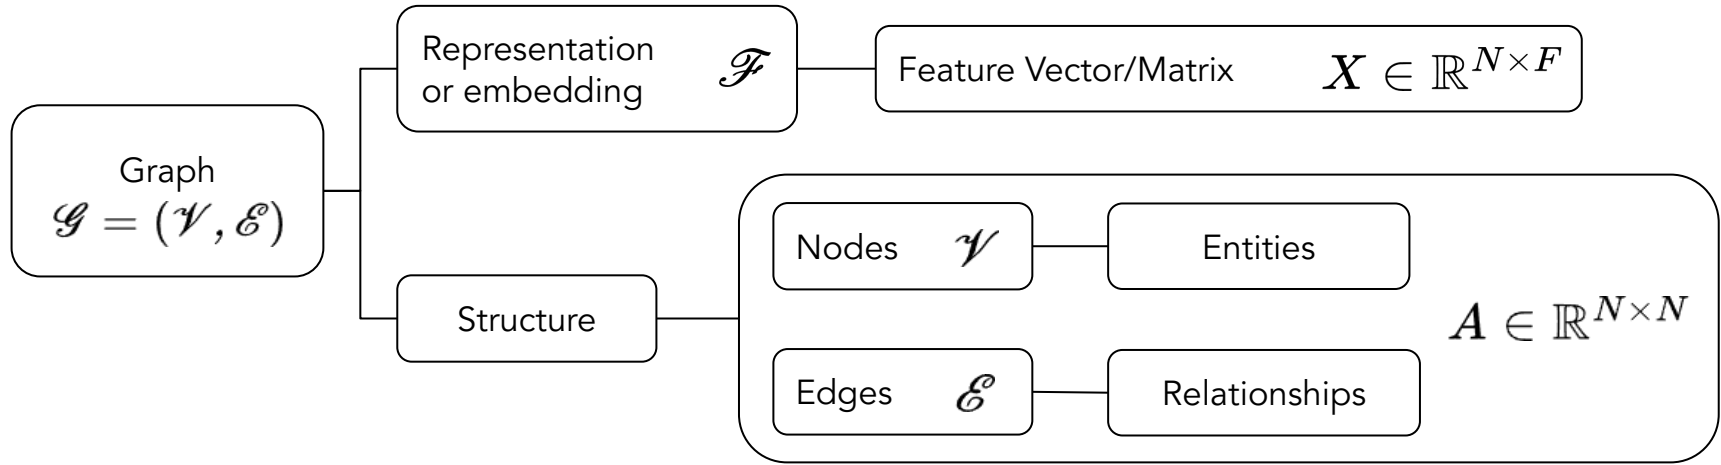 Graph
𝒢 = (𝒱, ℰ)
Representation
or embedding
ℱ
Feature Vector/Matrix
X ∈ ℝ^{N×F}
Structure
Nodes 𝒱
Entities
Edges ℰ
Relationships
A ∈ ℝ^{N×N}